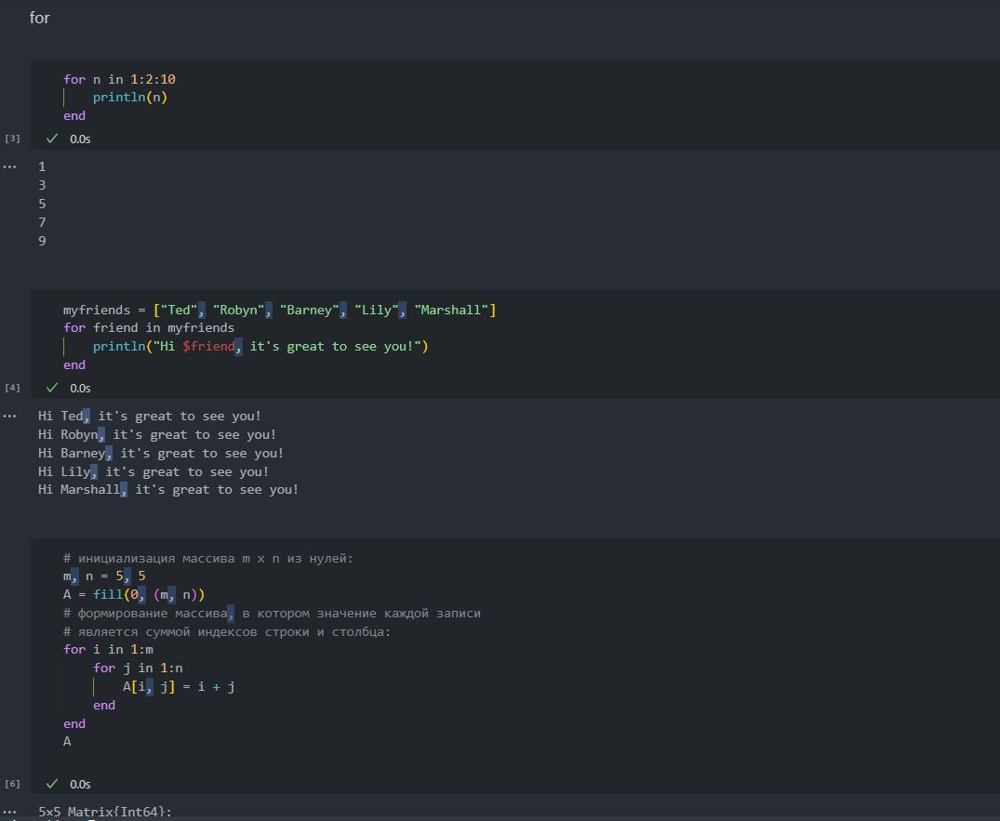 for
for n in 1:2:10
    println(n)
end
[3]
0.0s
...
1
3
5
7
9
myfriends = ["Ted", "Robyn", "Barney", "Lily", "Marshall"]
for friend in myfriends
    println("Hi $friend, it's great to see you!")
end
[4]
0.0s
...
Hi Ted, it's great to see you!
Hi Robyn, it's great to see you!
Hi Barney, it's great to see you!
Hi Lily, it's great to see you!
Hi Marshall, it's great to see you!
# инициализация массива m x n из нулей:
m, n = 5, 5
A = fill(0, (m, n))
# формирование массива, в котором значение каждой записи
# является суммой индексов строки и столбца:
for i in 1:m
    for j in 1:n
        A[i, j] = i + j
    end
end
A
[6]
0.0s
...
5×5 Matrix{Int64}: